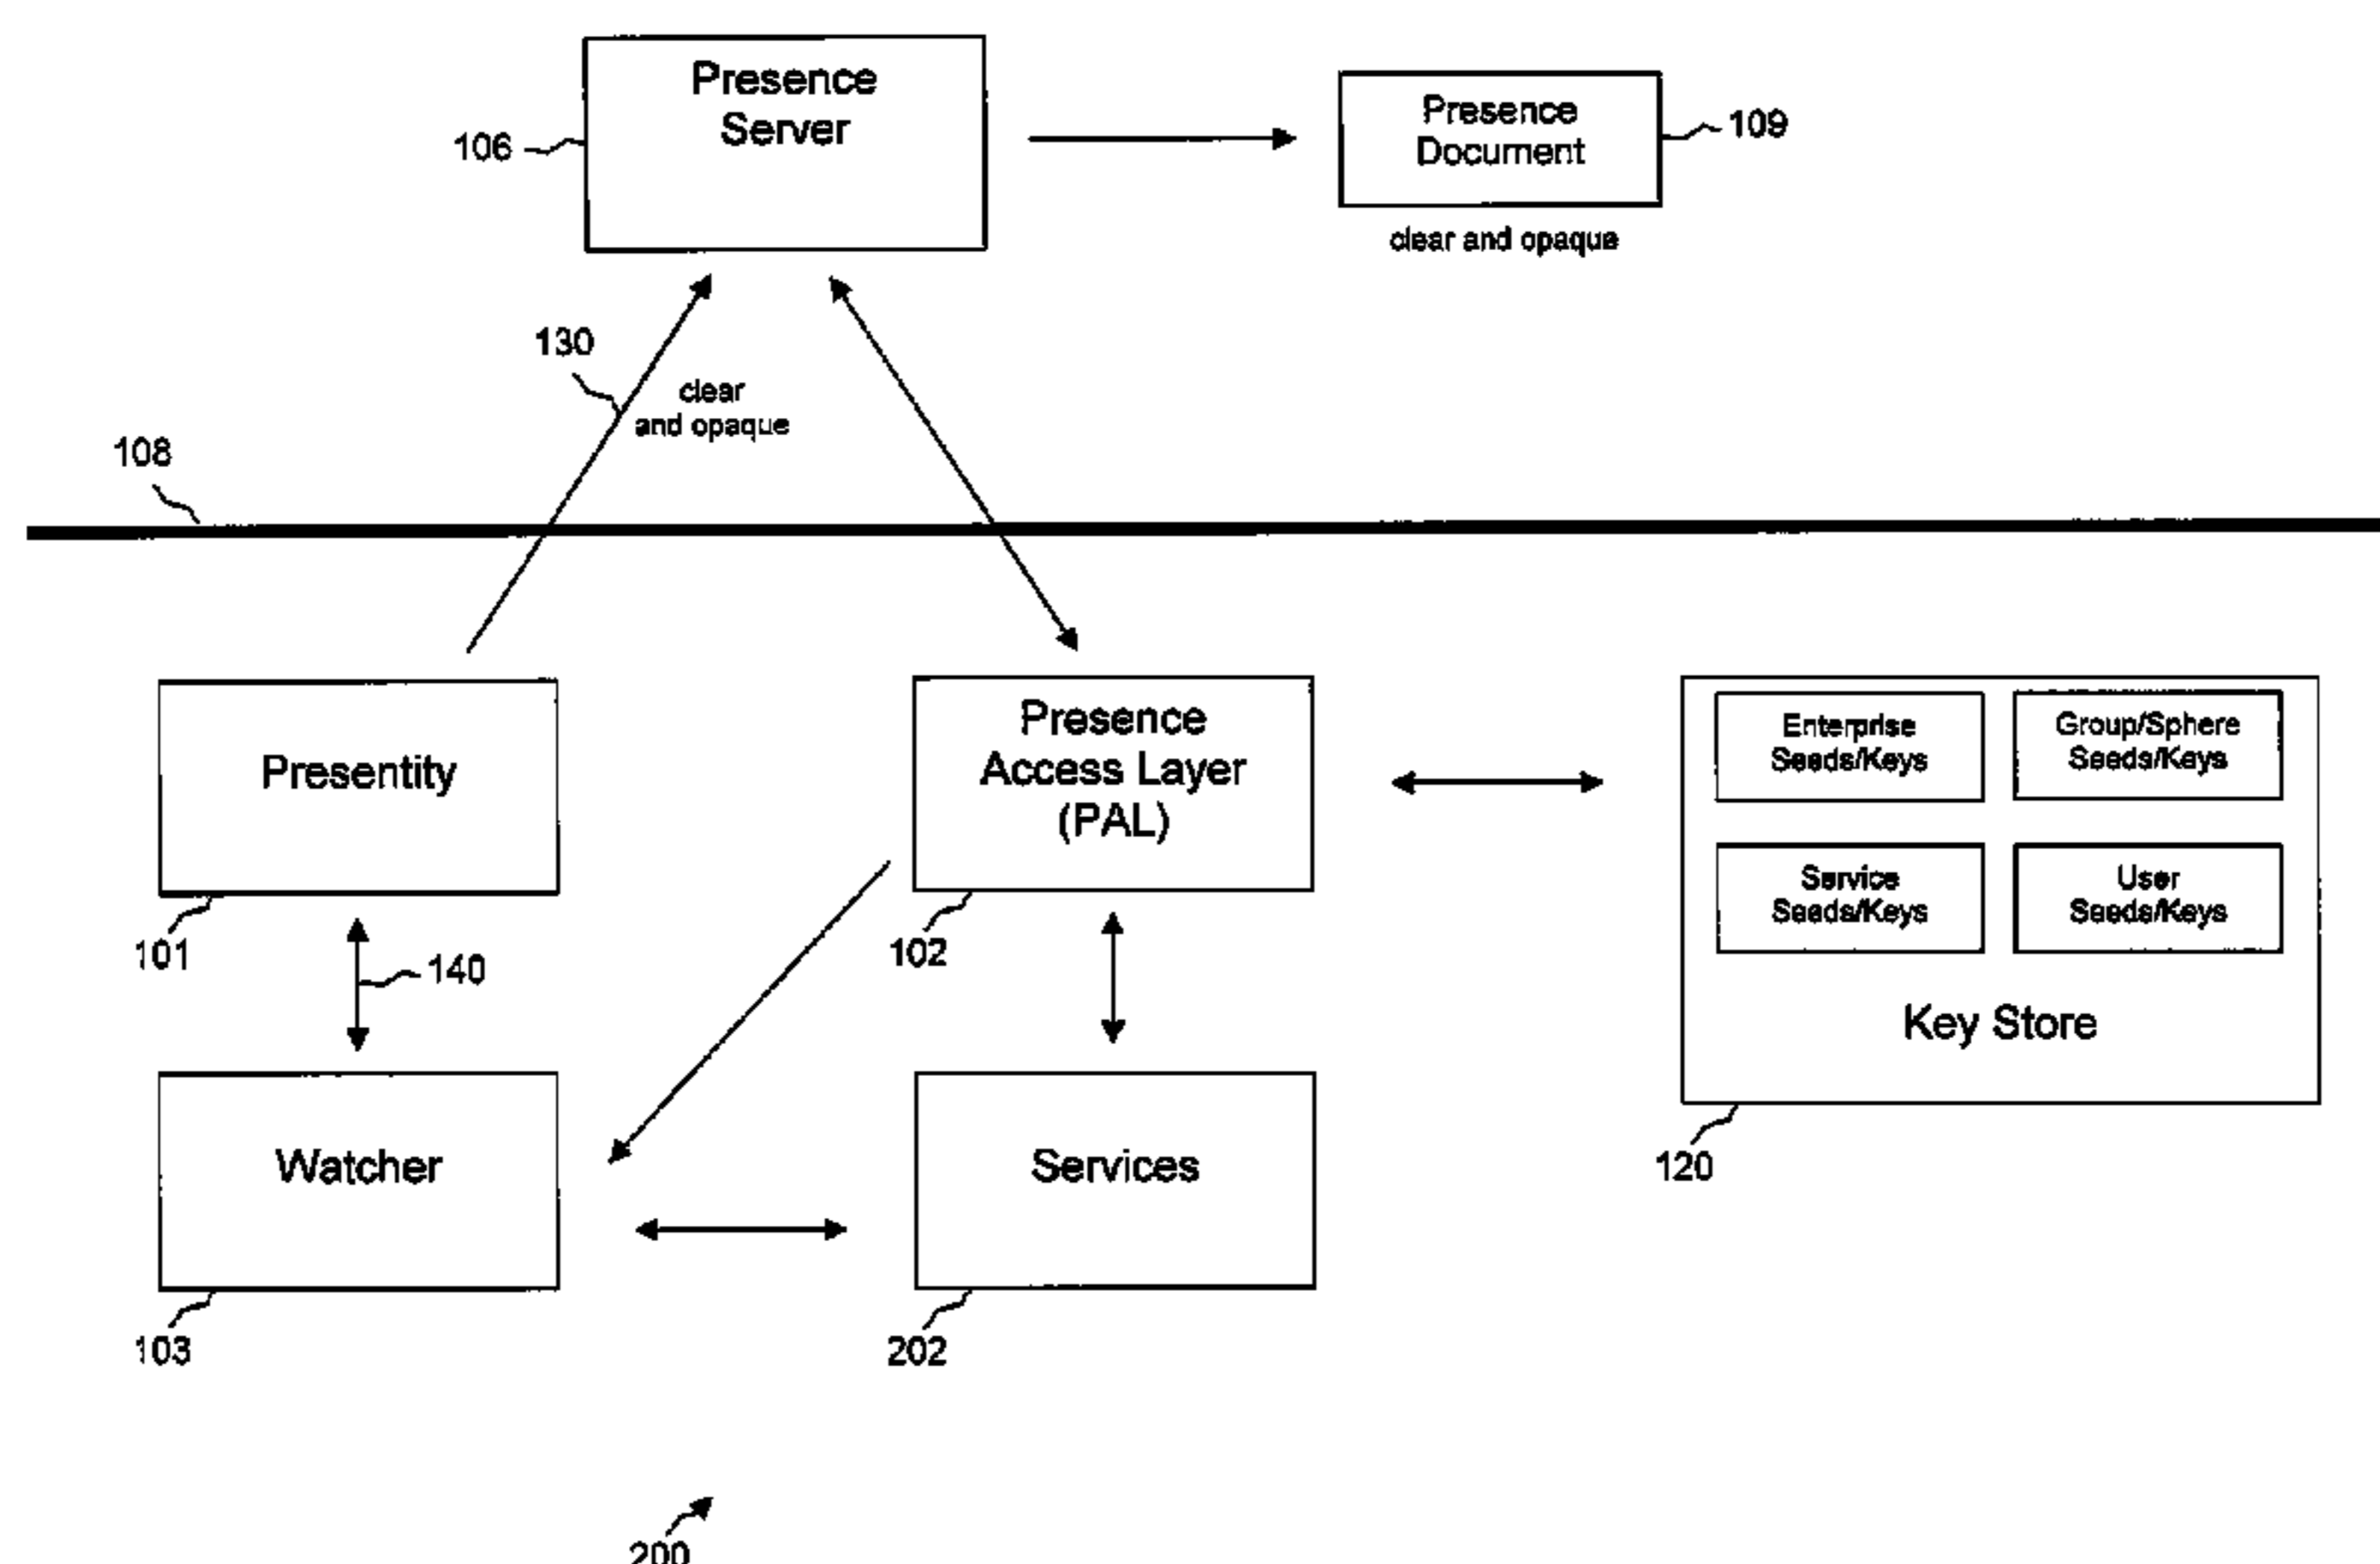 Presence
Server
106
Presence
Document
109
clear and opaque
130
clear
and opaque
108
Presentity
101
Presence
Access Layer
(PAL)
102
Enterprise
Seeds/Keys
Group/Sphere
Seeds/Keys
Service
Seeds/Keys
User
Seeds/Keys
Key Store
120
140
Watcher
103
Services
202
200